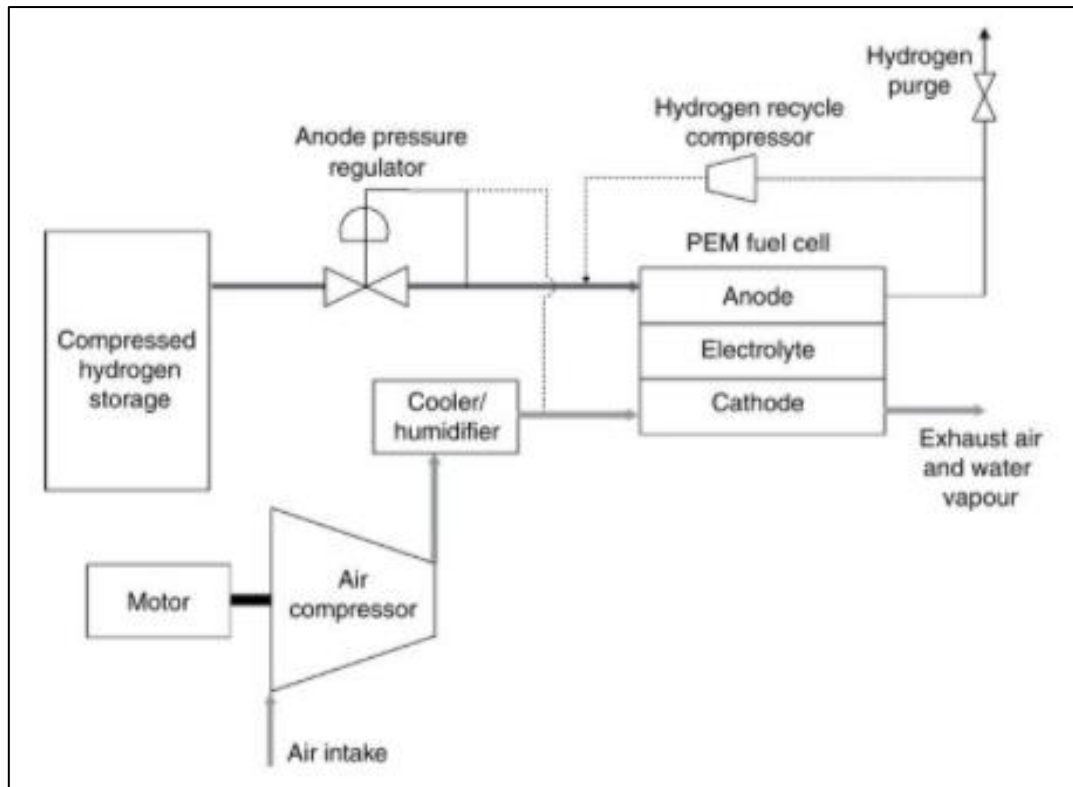 Hydrogen
purge
Hydrogen recycle
compressor
Anode pressure
regulator
PEM fuel cell
Anode
Compressed
hydrogen
storage
Electrolyte
Cooler/
humidifier
Cathode
Exhaust air
and water
vapour
Motor
Air
compressor
Air intake